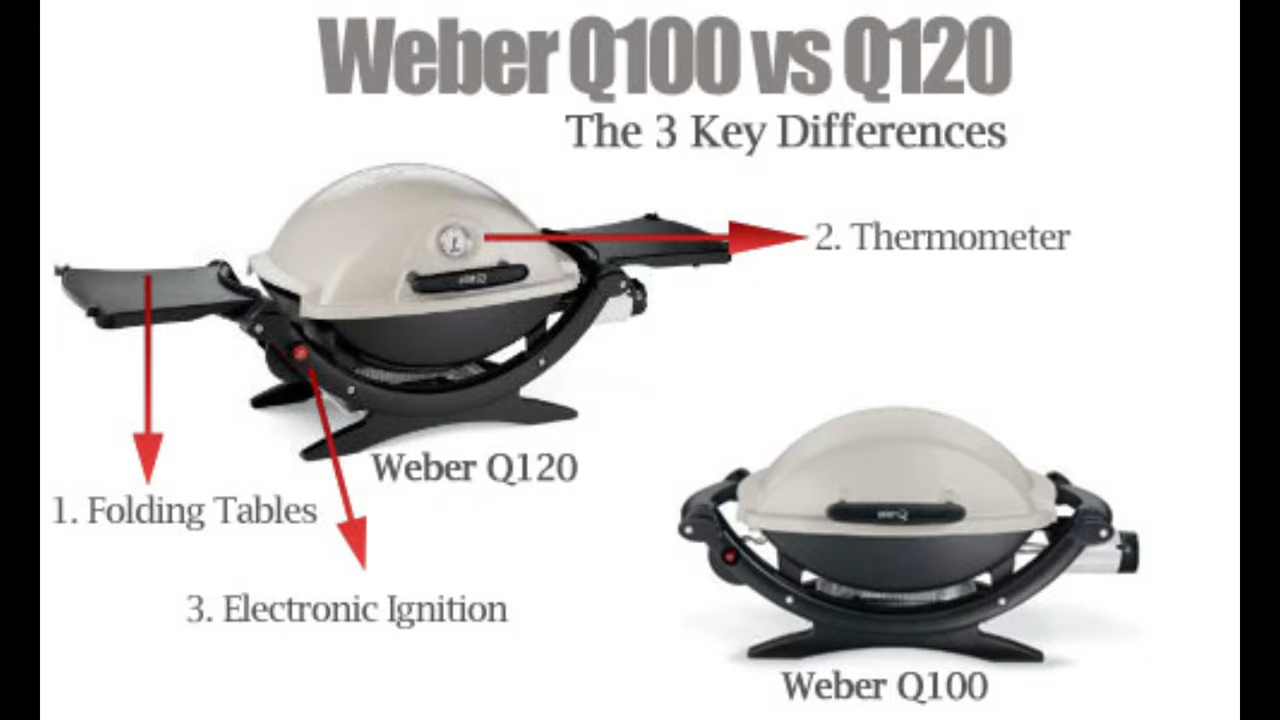 Weber Q100 vs Q120
The 3 Key Differences
2. Thermometer
Weber Q120
1. Folding Tables
3. Electronic Ignition
Weber Q100